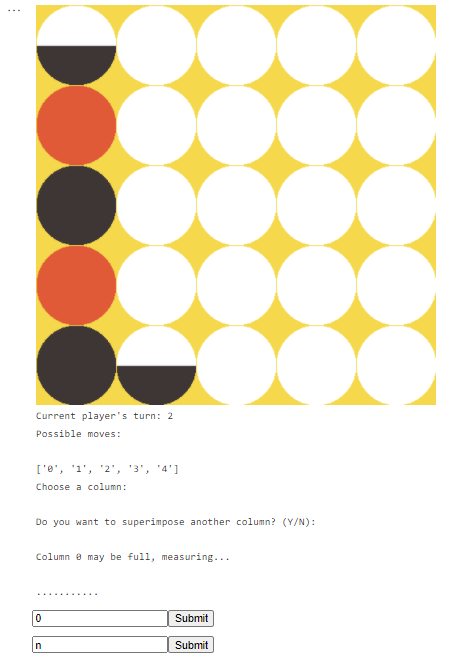 ...
Current player's turn: 2
Possible moves:
['0', '1', '2', '3', '4']
Choose a column:
Do you want to superimpose another column? (Y/N):
Column 0 may be full, measuring...
...........
0 Submit
n Submit